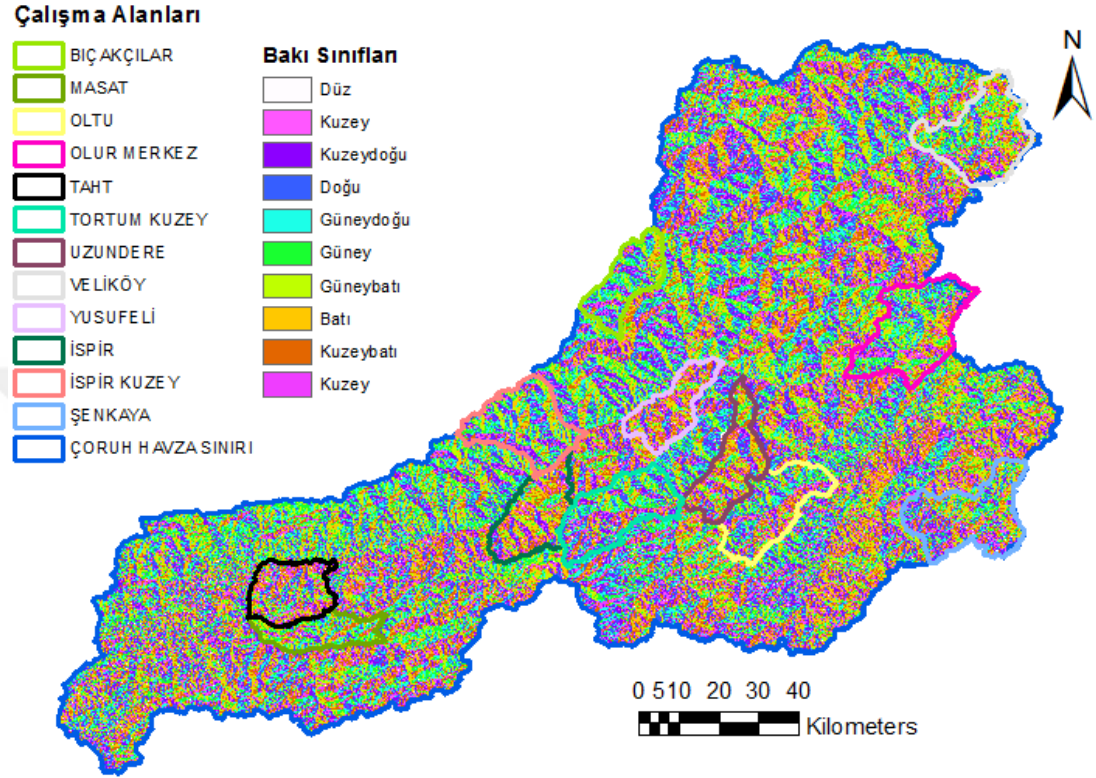 Çalışma Alanları
BIÇAKÇILAR
MASAT
OLTU
OLUR MERKEZ
TAHT
TORTUM KUZEY
UZUNDERE
VELİKÖY
YUSUFELİ
İSPİR
İSPİR KUZEY
ŞENKAYA
ÇORUH HAVZA SINIRI
Bakı Sınıfları
Düz
Kuzey
Kuzeydoğu
Doğu
Güneydoğu
Güney
Güneybatı
Batı
Kuzeybatı
Kuzey
N
0 5 10 20 30 40
Kilometers